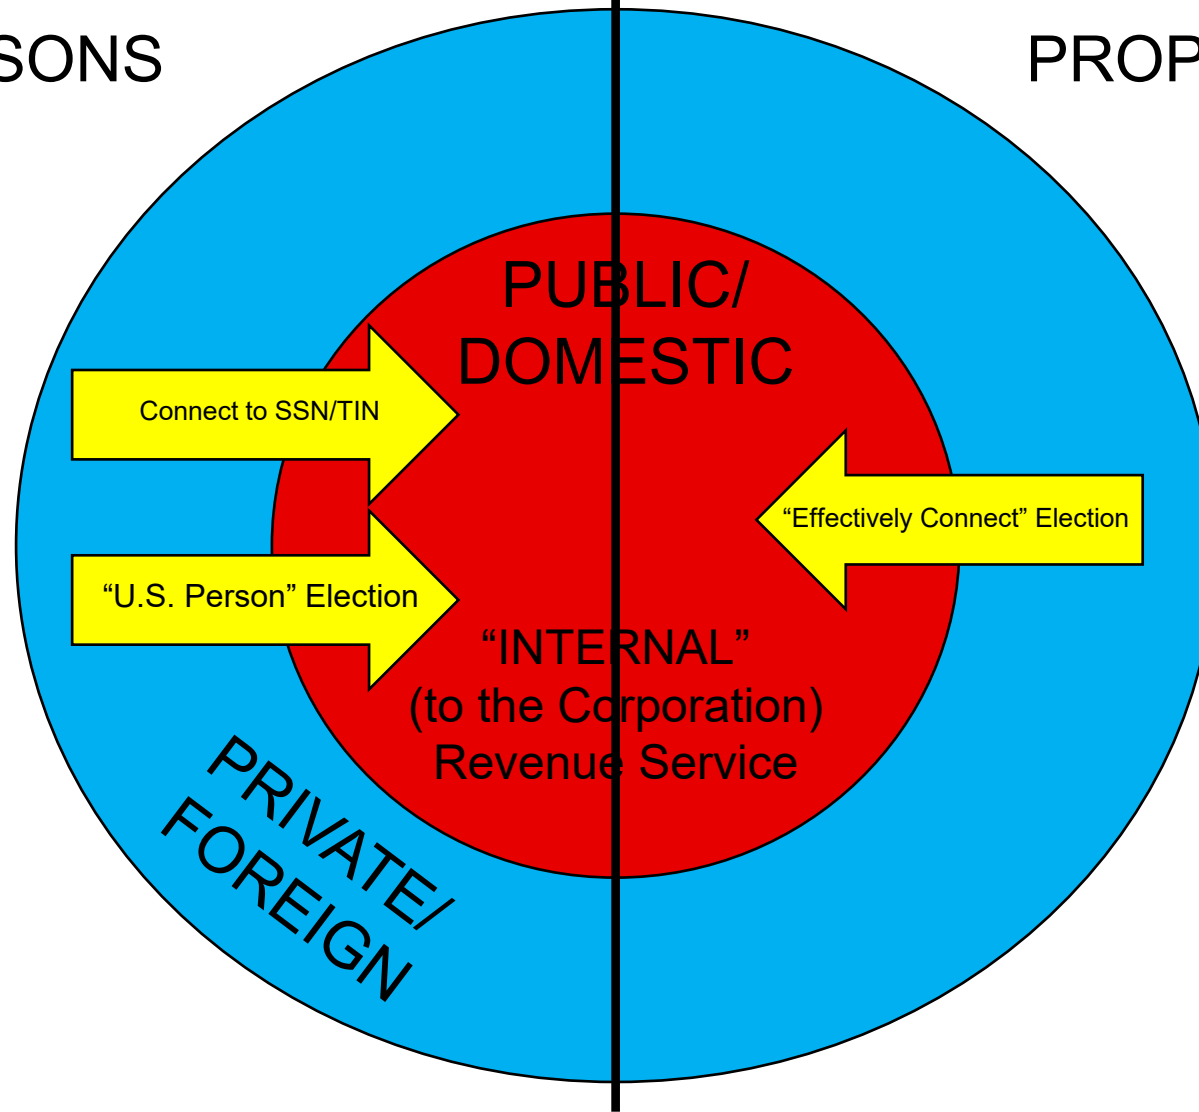 SONS
PROP
PUBLIC/
DOMESTIC
Connect to SSN/TIN
“Effectively Connect” Election
“U.S. Person” Election
“INTERNAL”
(to the Corporation)
Revenue Service
PRIVATE/
FOREIGN